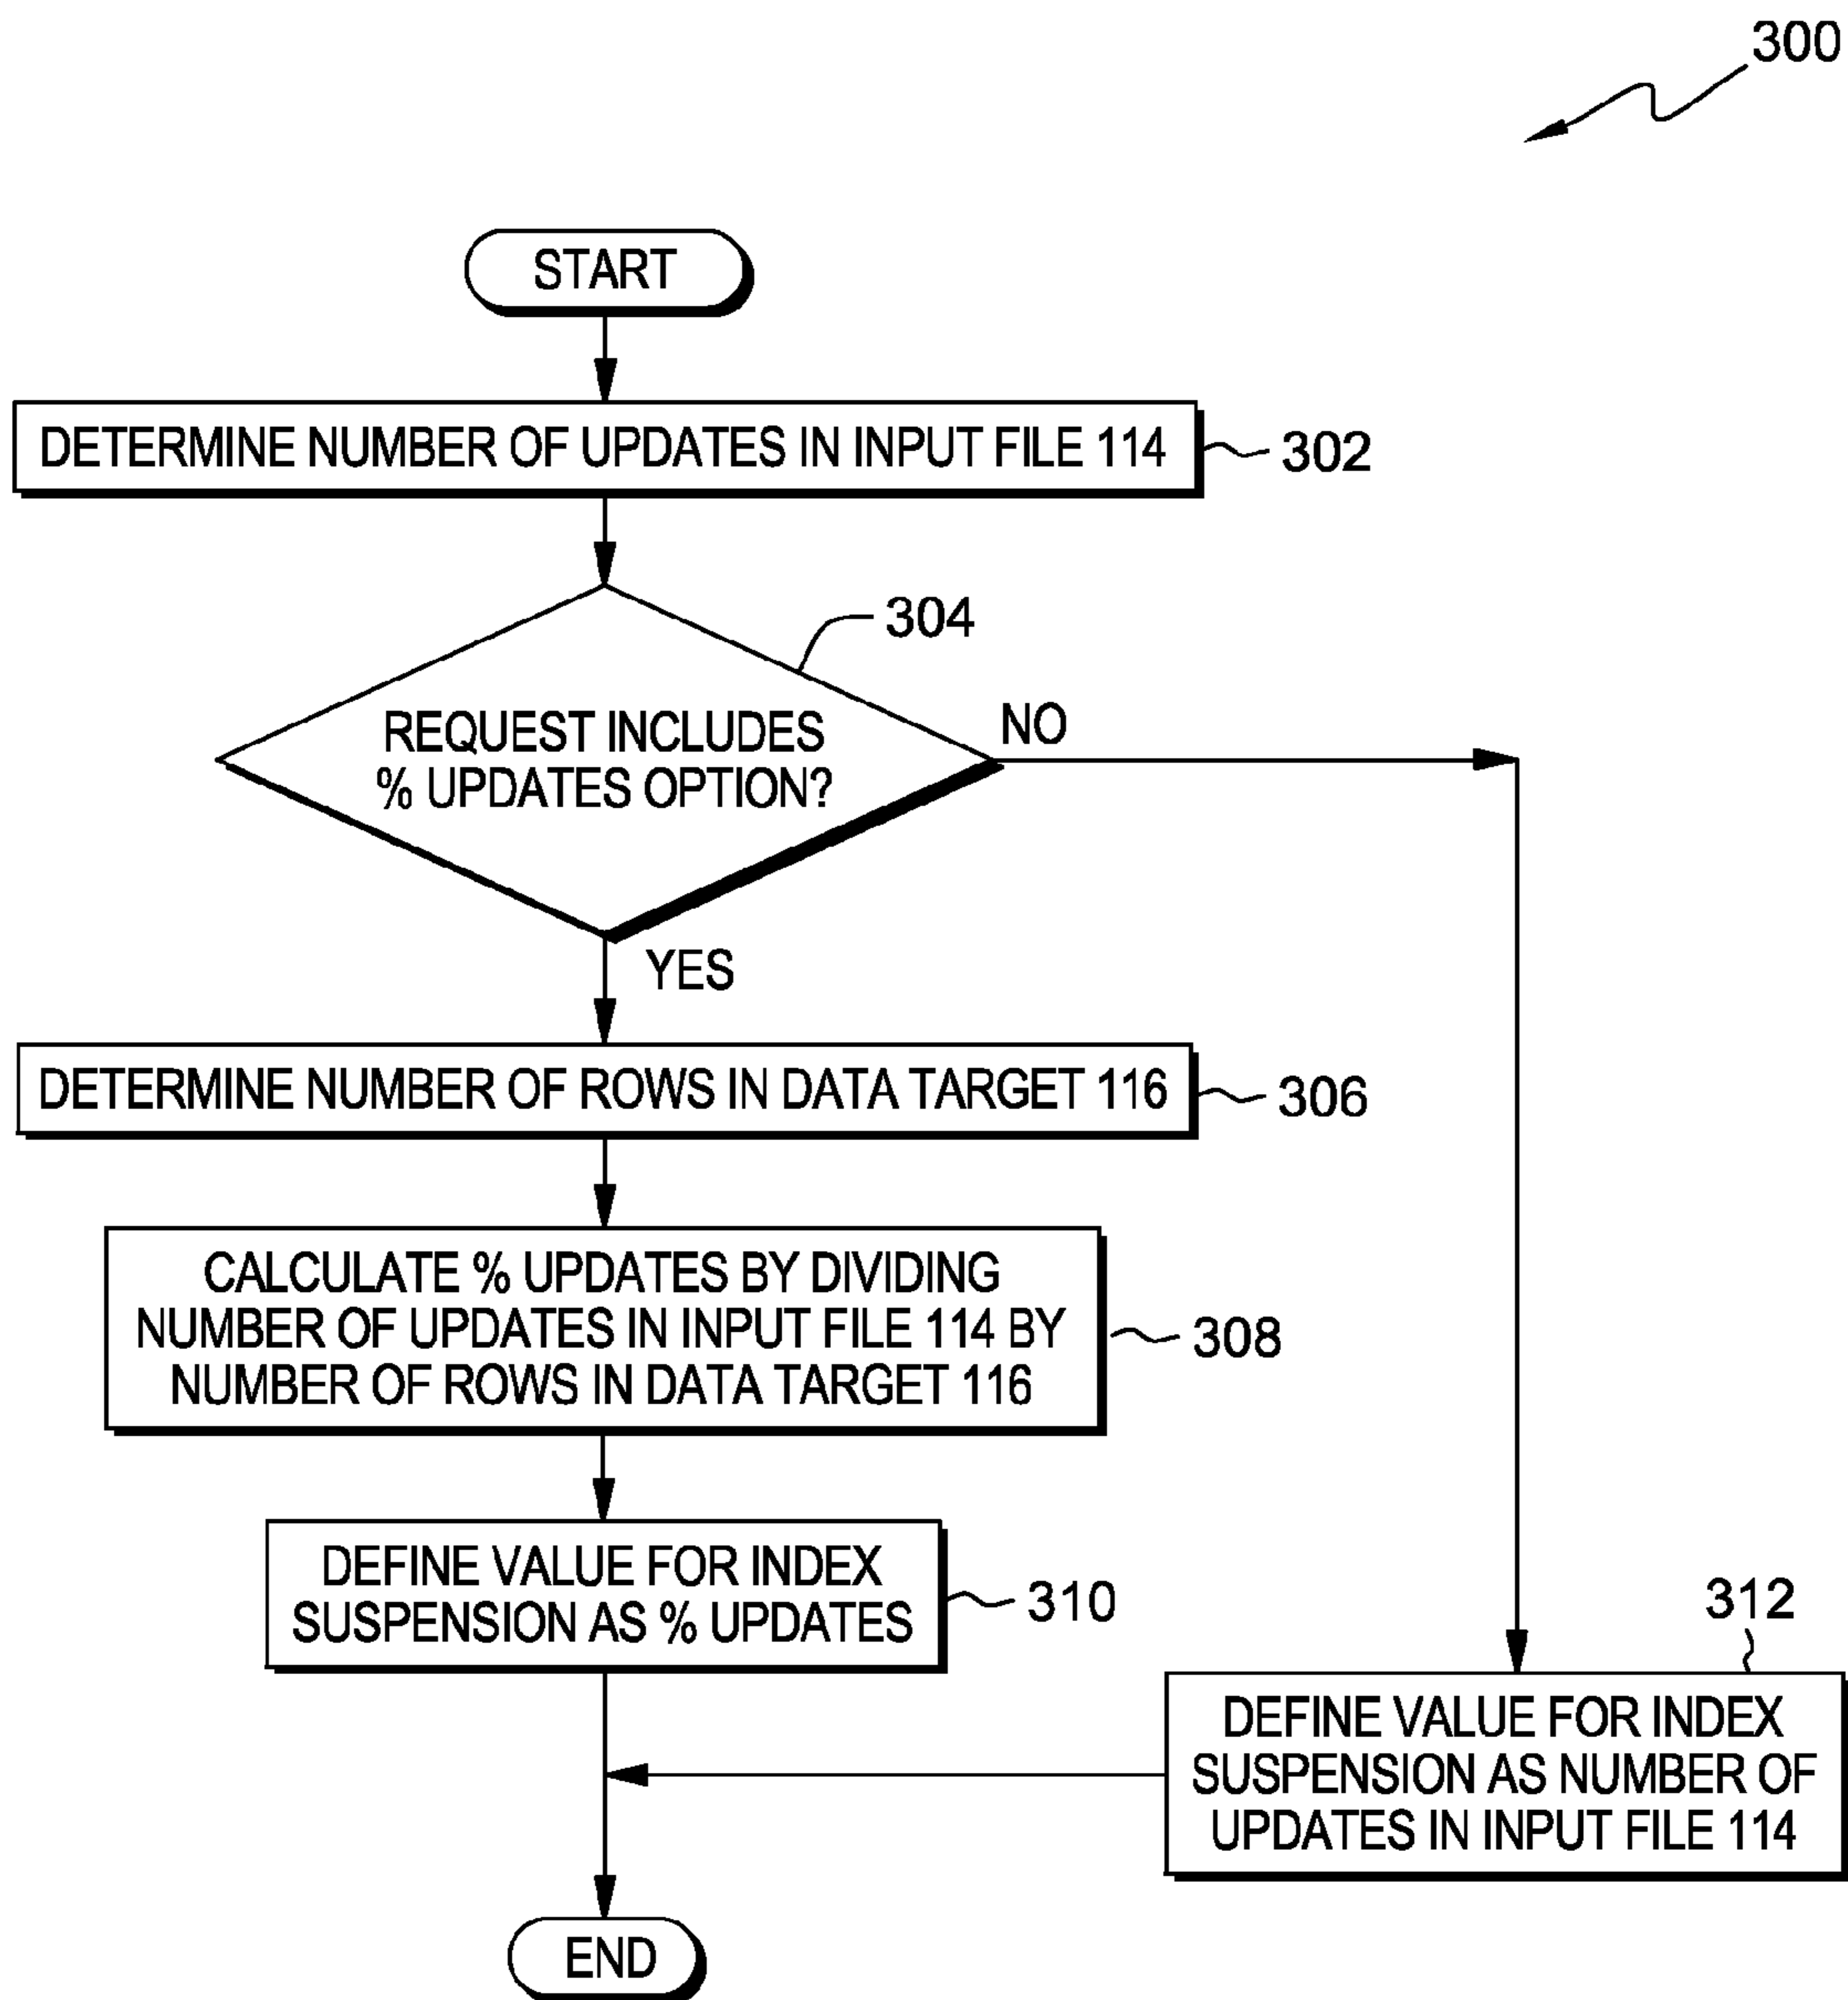 300
START
DETERMINE NUMBER OF UPDATES IN INPUT FILE 114
302
304
REQUEST INCLUDES
% UPDATES OPTION?
NO
YES
DETERMINE NUMBER OF ROWS IN DATA TARGET 116
306
CALCULATE % UPDATES BY DIVIDING
NUMBER OF UPDATES IN INPUT FILE 114 BY
NUMBER OF ROWS IN DATA TARGET 116
308
DEFINE VALUE FOR INDEX
SUSPENSION AS % UPDATES
310
312
DEFINE VALUE FOR INDEX
SUSPENSION AS NUMBER OF
UPDATES IN INPUT FILE 114
END